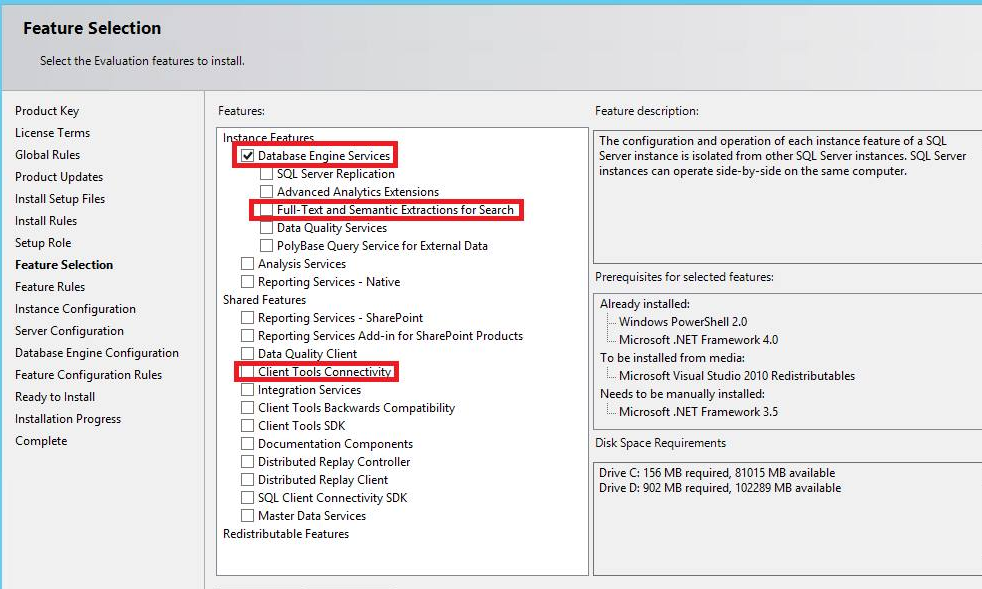 Feature Selection
Select the Evaluation features to install.
Product Key
License Terms
Global Rules
Product Updates
Install Setup Files
Install Rules
Setup Role
Feature Selection
Feature Rules
Instance Configuration
Server Configuration
Database Engine Configuration
Feature Configuration Rules
Ready to Install
Installation Progress
Complete
Features:
Instance Features
Database Engine Services
SQL Server Replication
Advanced Analytics Extensions
Full-Text and Semantic Extractions for Search
Data Quality Services
PolyBase Query Service for External Data
Analysis Services
Reporting Services - Native
Shared Features
Reporting Services - SharePoint
Reporting Services Add-in for SharePoint Products
Data Quality Client
Client Tools Connectivity
Integration Services
Client Tools Backwards Compatibility
Client Tools SDK
Documentation Components
Distributed Replay Controller
Distributed Replay Client
SQL Client Connectivity SDK
Master Data Services
Redistributable Features
Feature description:
The configuration and operation of each instance feature of a SQL
Server instance is isolated from other SQL Server instances. SQL Server
instances can operate side-by-side on the same computer.
Prerequisites for selected features:
Already installed:
Windows PowerShell 2.0
Microsoft .NET Framework 4.0
To be installed from media:
Microsoft Visual Studio 2010 Redistributables
Needs to be manually installed:
Microsoft .NET Framework 3.5
Disk Space Requirements
Drive C: 156 MB required, 81015 MB available
Drive D: 902 MB required, 102289 MB available